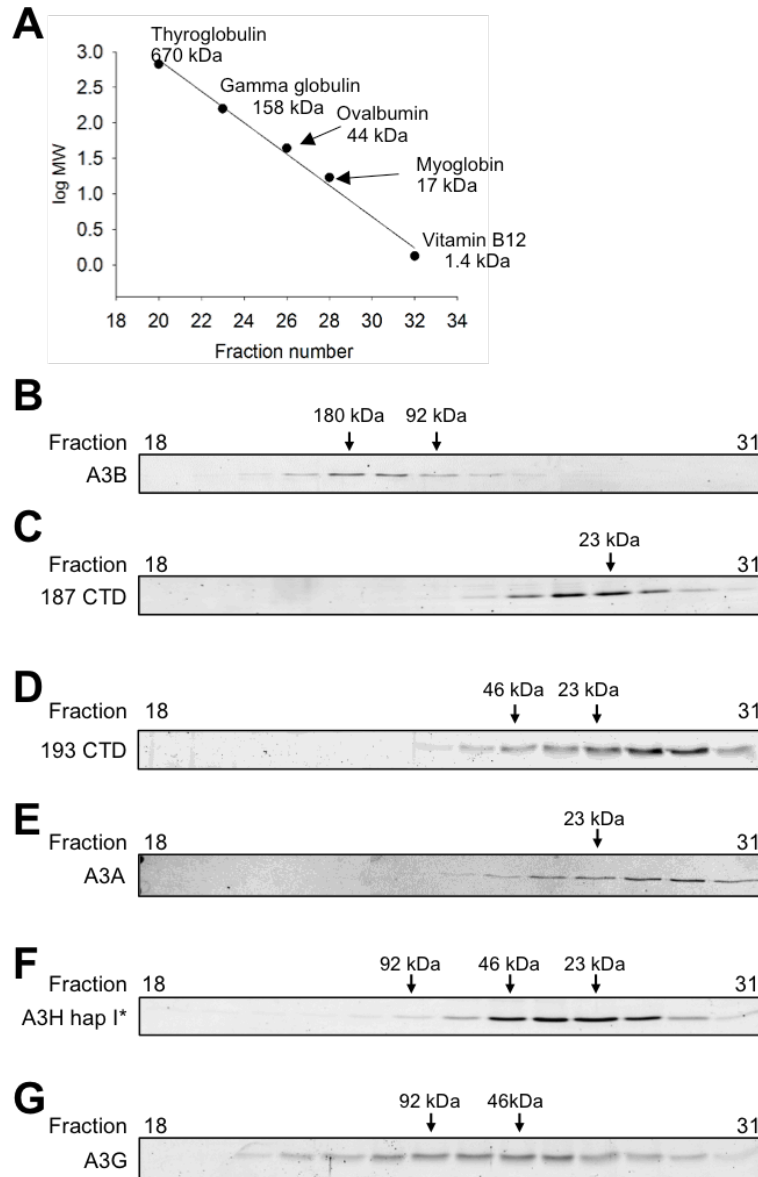 A
Thyroglobulin
670 kDa
Gamma globulin
158 kDa
Ovalbumin
44 kDa
Myoglobin
17 kDa
Vitamin B12
1.4 kDa
log MW
3.0
2.5
2.0
1.5
1.0
0.5
0.0
18 20 22 24 26 28 30 32 34
Fraction number
B
180 kDa 92 kDa
Fraction 18 31
A3B
C
23 kDa
Fraction 18 31
187 CTD
D
46 kDa 23 kDa
Fraction 18 31
193 CTD
E
23 kDa
Fraction 18 31
A3A
F
92 kDa 46 kDa 23 kDa
Fraction 18 31
A3H hap I*
G
92 kDa 46kDa
Fraction 18 31
A3G